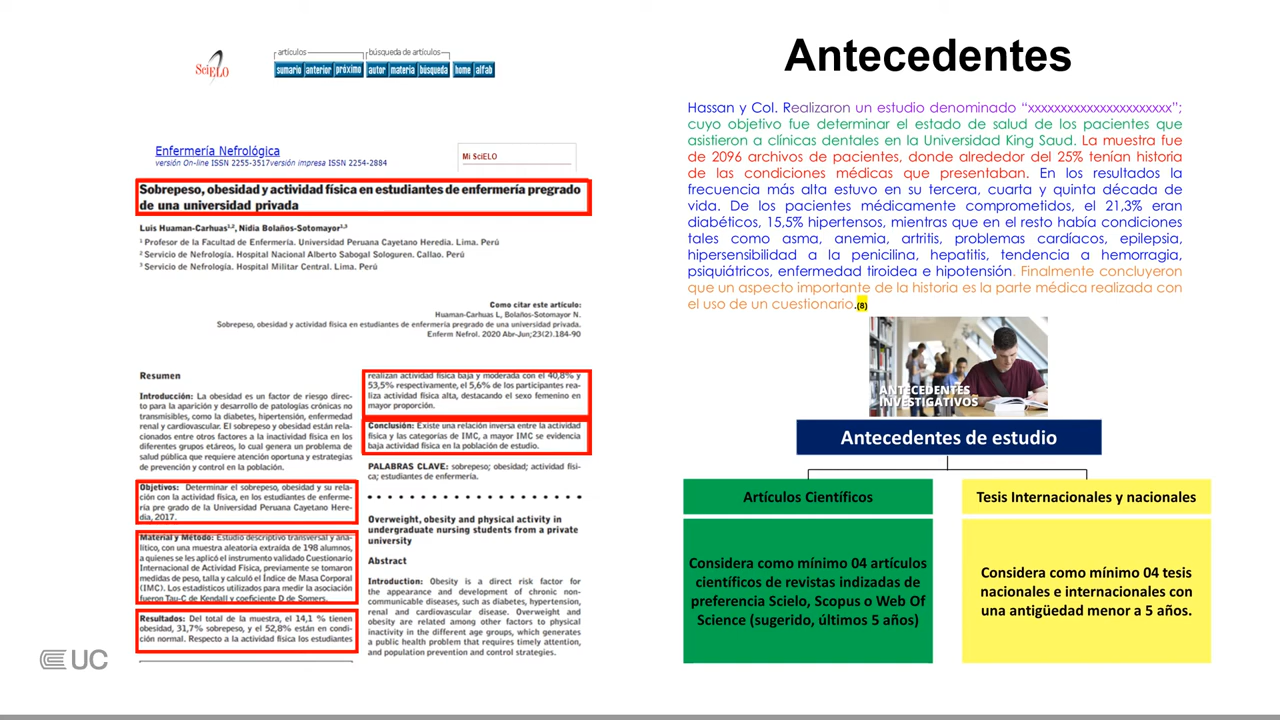 SciELO
artículos
búsqueda de artículos
sumario anterior próximo autor materia búsqueda home alfab
Enfermería Nefrológica
versión On-line ISSN 2255-3517versión impresa ISSN 2254-2884
Mi SciELO
Sobrepeso, obesidad y actividad física en estudiantes de enfermería pregrado
de una universidad privada
Luis Huaman-Carhuas1,2, Nidia Bolaños-Sotomayor1,3
1 Profesor de la Facultad de Enfermería. Universidad Peruana Cayetano Heredia. Lima. Perú
2 Servicio de Nefrología. Hospital Nacional Alberto Sabogal Sologuren. Callao. Perú
3 Servicio de Nefrología. Hospital Militar Central. Lima. Perú
Como citar este artículo:
Huaman-Carhuas L, Bolaños-Sotomayor N.
Sobrepeso, obesidad y actividad física en estudiantes de enfermería pregrado de una universidad privada.
Enferm Nefrol. 2020 Abr-Jun;23(2).184-90
Resumen
Introducción: La obesidad es un factor de riesgo direc-
to para la aparición y desarrollo de patologías crónicas no
transmisibles, como la diabetes, hipertensión, enfermedad
renal y cardiovascular. El sobrepeso y obesidad están rela-
cionados entre otros factores a la inactividad física en los
diferentes grupos etáreos, lo cual genera un problema de
salud pública que requiere atención oportuna y estrategias
de prevención y control en la población.
Objetivos: Determinar el sobrepeso, obesidad y su rela-
ción con la actividad física, en los estudiantes de enferme-
ría pre grado de la Universidad Peruana Cayetano Here-
dia, 2017.
Material y Método: Estudio descriptivo transversal y ana-
lítico, con una muestra aleatoria extraída de 198 alumnos,
a quienes se les aplicó el instrumento validado Cuestionario
Internacional de Actividad Física, previamente se tomaron
medidas de peso, talla y calculó el Índice de Masa Corporal
(IMC). Los estadísticos utilizados para medir la asociación
fueron Tau-C de Kendall y coeficiente D de Somers.
Resultados: Del total de la muestra, el 14,1 % tienen
obesidad, 31,7% sobrepeso, y el 52,8% están en condi-
ción normal. Respecto a la actividad física los estudiantes
realizan actividad física baja y moderada con el 40,8% y
53,5% respectivamente, el 5,6% de los participantes rea-
liza actividad física alta, destacando el sexo femenino en
mayor proporción.
Conclusión: Existe una relación inversa entre la actividad
física y las categorías de IMC, a mayor IMC se evidencia
baja actividad física en la población de estudio.
PALABRAS CLAVE: sobrepeso; obesidad; actividad físi-
ca; estudiantes de enfermería.
Overweight, obesity and physical activity in
undergraduate nursing students from a private
university
Abstract
Introduction: Obesity is a direct risk factor for
the appearance and development of chronic non-
communicable diseases, such as diabetes, hypertension,
renal and cardiovascular disease. Overweight and
obesity are related among other factors to physical
inactivity in the different age groups, which generates
a public health problem that requires timely attention,
and population prevention and control strategies.
UC
Antecedentes
Hassan y Col. Realizaron un estudio denominado “xxxxxxxxxxxxxxxxxxxxxx”;
cuyo objetivo fue determinar el estado de salud de los pacientes que
asistieron a clínicas dentales en la Universidad King Saud. La muestra fue
de 2096 archivos de pacientes, donde alrededor del 25% tenían historia
de las condiciones médicas que presentaban. En los resultados la
frecuencia más alta estuvo en su tercera, cuarta y quinta década de
vida. De los pacientes médicamente comprometidos, el 21,3% eran
diabéticos, 15,5% hipertensos, mientras que en el resto había condiciones
tales como asma, anemia, artritis, problemas cardíacos, epilepsia,
hipersensibilidad a la penicilina, hepatitis, tendencia a hemorragia,
psiquiátricos, enfermedad tiroidea e hipotensión. Finalmente concluyeron
que un aspecto importante de la historia es la parte médica realizada con
el uso de un cuestionario.(8)
ANTECEDENTES
INVESTIGATIVOS
Antecedentes de estudio
Artículos Científicos
Considera como mínimo 04 artículos
científicos de revistas indizadas de
preferencia Scielo, Scopus o Web Of
Science (sugerido, últimos 5 años)
Tesis Internacionales y nacionales
Considera como mínimo 04 tesis
nacionales e internacionales con
una antigüedad menor a 5 años.